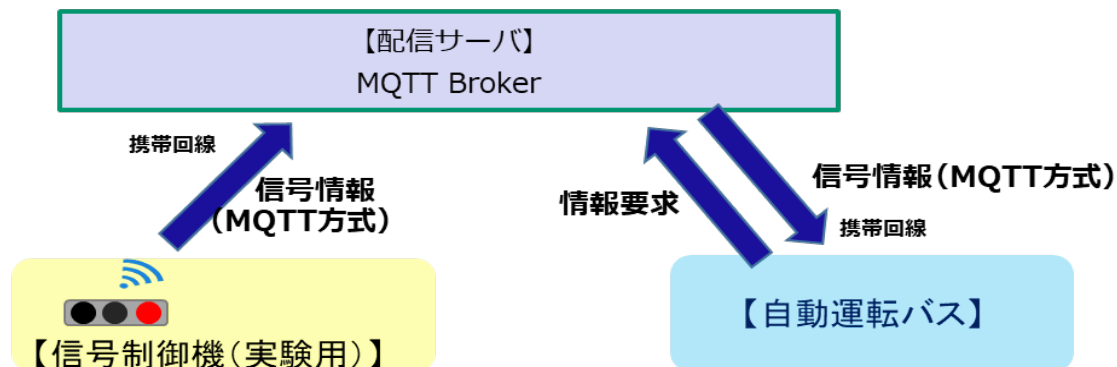 【配信サーバ】
MQTT Broker
携帯回線
信号情報
(MQTT方式)
情報要求
信号情報(MQTT方式)
携帯回線
【信号制御機(実験用)】
【自動運転バス】